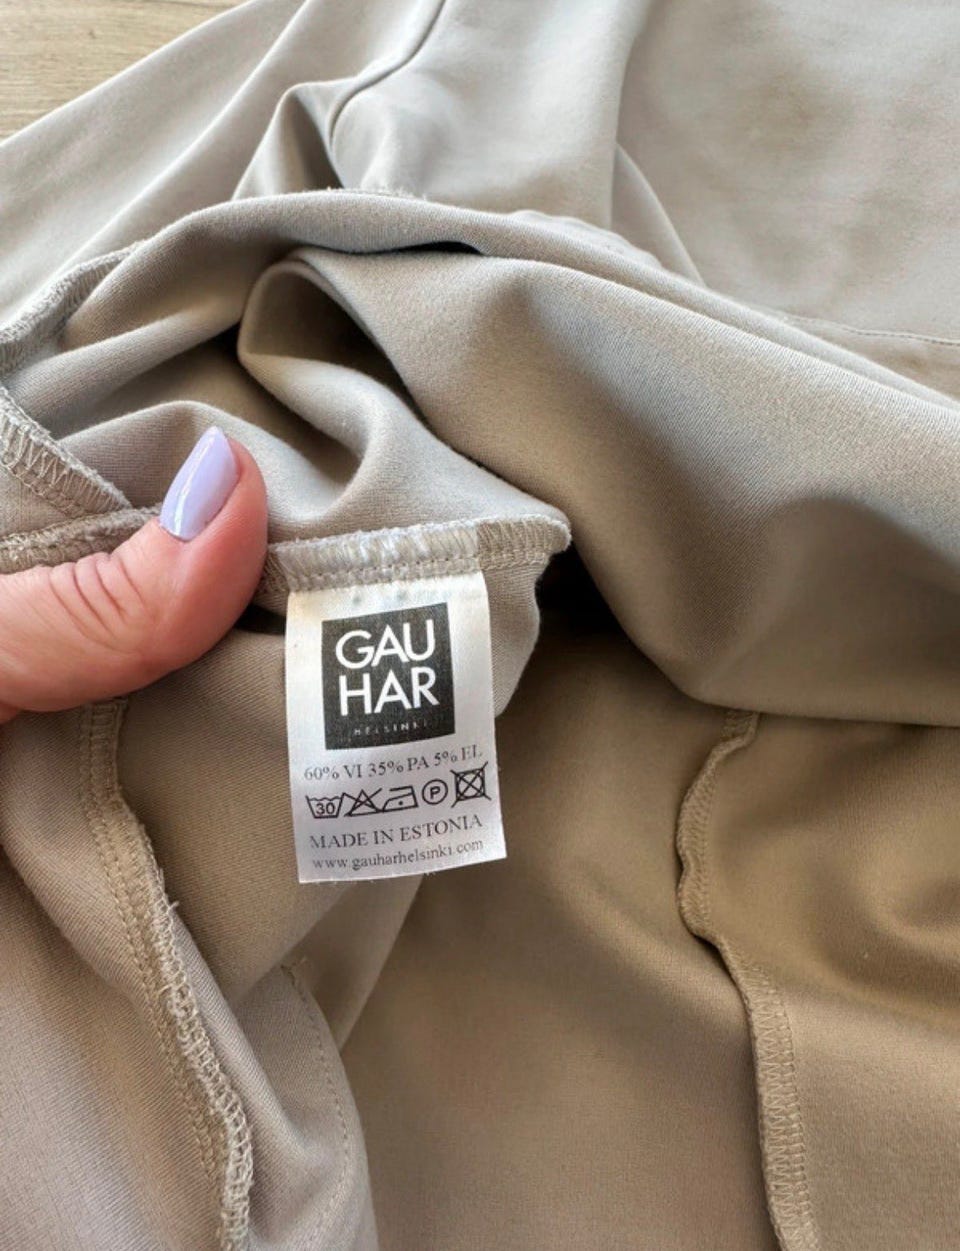 GAU
HAR
HELSINKI
60% VI 35% PA 5% EL
30 P
MADE IN ESTONIA
www.gauharhelsinki.com